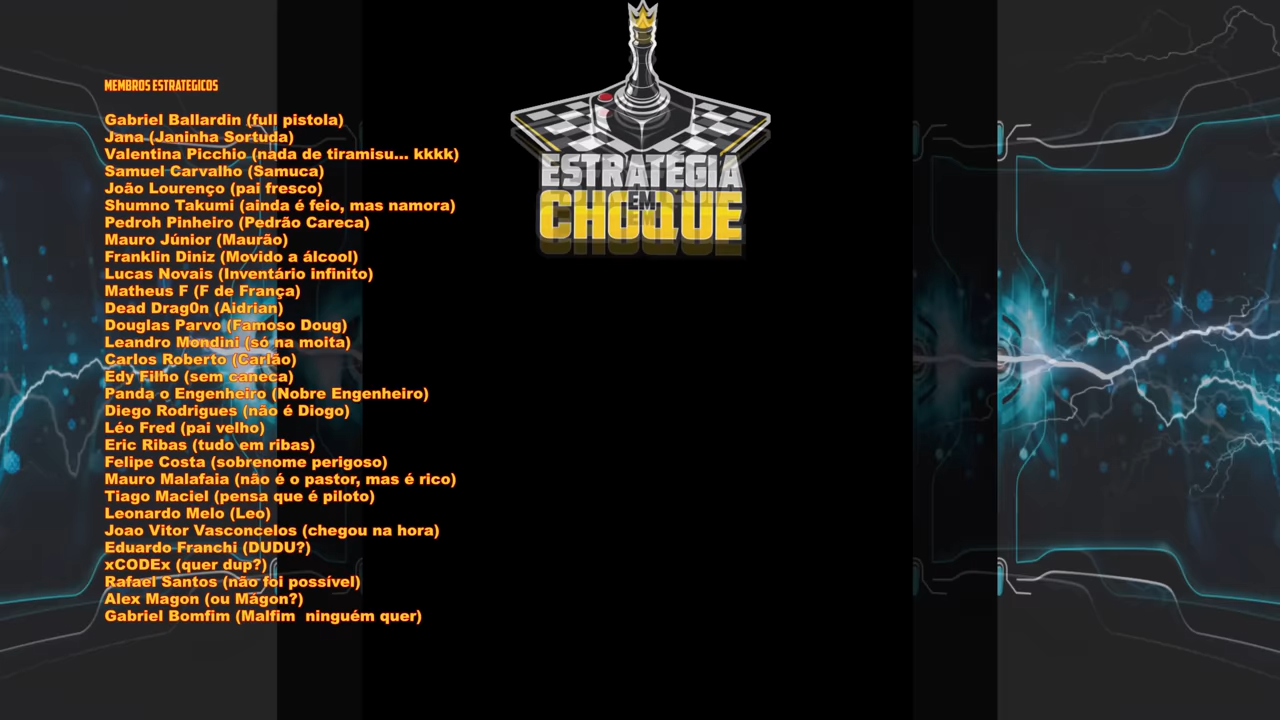 MEMBROS ESTRATEGICOS
Gabriel Ballardin (full pistola)
Jana (Janinha Sortuda)
Valentina Picchio (nada de tiramisu... kkkk)
Samuel Carvalho (Samuca)
João Lourenço (pai fresco)
Shumno Takumi (ainda é feio, mas namora)
Pedroh Pinheiro (Pedrão Careca)
Mauro Júnior (Maurão)
Franklin Diniz (Movido a álcool)
Lucas Novais (Inventário infinito)
Matheus F (F de França)
Dead Drag0n (Aidrian)
Douglas Parvo (Famoso Doug)
Leandro Mondini (só na moita)
Carlos Roberto (Carlão)
Edy Filho (sem caneca)
Panda o Engenheiro (Nobre Engenheiro)
Diego Rodrigues (não é Diogo)
Léo Fred (pai velho)
Eric Ribas (tudo em ribas)
Felipe Costa (sobrenome perigoso)
Mauro Malafaia (não é o pastor, mas é rico)
Tiago Maciel (pensa que é piloto)
Leonardo Melo (Leo)
Joao Vitor Vasconcelos (chegou na hora)
Eduardo Franchi (DUDU?)
xCODEx (quer dup?)
Rafael Santos (não foi possível)
Alex Magon (ou Mágon?)
Gabriel Bomfim (Malfim  ninguém quer)
ESTRATÉGIA
EM
CHOQUE